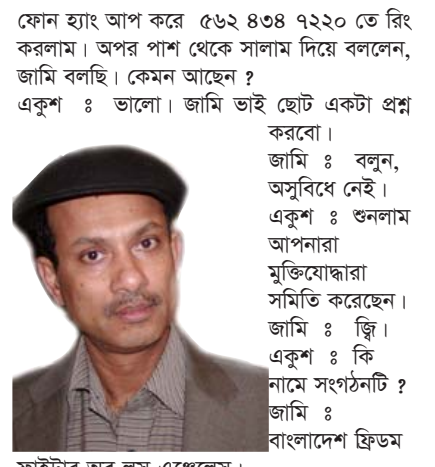 ফোন হ্যাং আপ করে ৫৬২ ৪৩৪ ৭২২০ তে রিং
করলাম। অপর পাশ থেকে সালাম দিয়ে বললেন,
জামি বলছি। কেমন আছেন ?
একুশ ঃ ভালো। জামি ভাই ছোট একটা প্রশ্ন
করবো।
জামি ঃ বলুন,
অসুবিধে নেই।
একুশ ঃ শুনলাম
আপনারা
মুক্তিযোদ্ধারা
সমিতি করেছেন।
জামি ঃ জ্বি।
একুশ ঃ কি
নামে সংগঠনটি ?
জামি ঃ
বাংলাদেশ ফ্রিডম